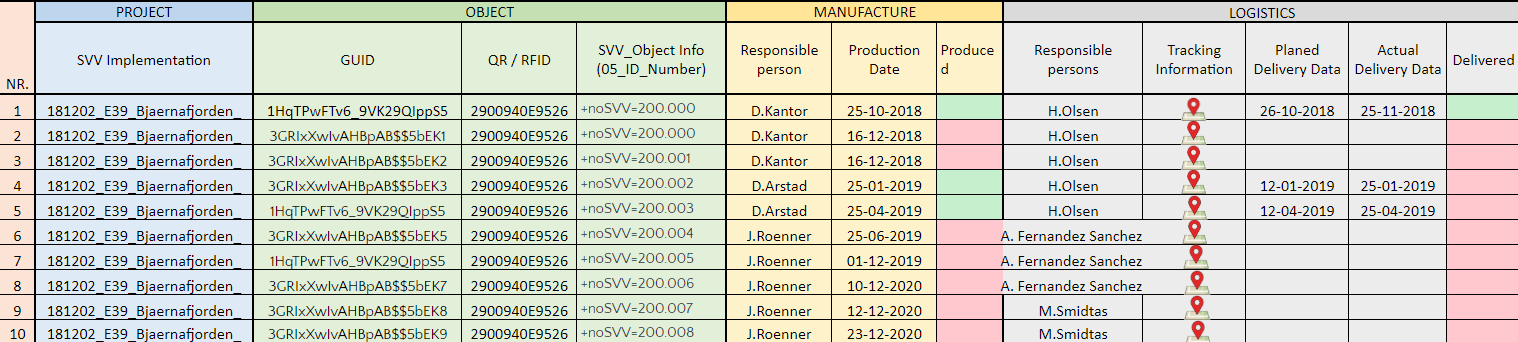 PROJECT OBJECT MANUFACTURE LOGISTICS
NR. SVV Implementation GUID QR / RFID SVV_Object Info (05_ID_Number) Responsible person Production Date Produced Responsible persons Tracking Information Planed Delivery Data Actual Delivery Data Delivered
1 181202_E39_Bjaernafjorden_ 1HqTPwFTv6_9VK29QIppS5 2900940E9526 +noSVV=200.000 D.Kantor 25-10-2018 H.Olsen 26-10-2018 25-11-2018
2 181202_E39_Bjaernafjorden_ 3GRIxXwIvAHBpAB$$5bEK1 2900940E9526 +noSVV=200.000 D.Kantor 16-12-2018 H.Olsen
3 181202_E39_Bjaernafjorden_ 3GRIxXwIvAHBpAB$$5bEK2 2900940E9526 +noSVV=200.001 D.Kantor 16-12-2018 H.Olsen
4 181202_E39_Bjaernafjorden_ 3GRIxXwIvAHBpAB$$5bEK3 2900940E9526 +noSVV=200.002 D.Arstad 25-01-2019 H.Olsen 12-01-2019 25-01-2019
5 181202_E39_Bjaernafjorden_ 1HqTPwFTv6_9VK29QIppS5 2900940E9526 +noSVV=200.003 D.Arstad 25-04-2019 H.Olsen 12-04-2019 25-04-2019
6 181202_E39_Bjaernafjorden_ 3GRIxXwIvAHBpAB$$5bEK5 2900940E9526 +noSVV=200.004 J.Roenner 25-06-2019 A. Fernandez Sanchez
7 181202_E39_Bjaernafjorden_ 1HqTPwFTv6_9VK29QIppS5 2900940E9526 +noSVV=200.005 J.Roenner 01-12-2019 A. Fernandez Sanchez
8 181202_E39_Bjaernafjorden_ 3GRIxXwIvAHBpAB$$5bEK7 2900940E9526 +noSVV=200.006 J.Roenner 10-12-2020 A. Fernandez Sanchez
9 181202_E39_Bjaernafjorden_ 3GRIxXwIvAHBpAB$$5bEK8 2900940E9526 +noSVV=200.007 J.Roenner 12-12-2020 M.Smidtas
10 181202_E39_Bjaernafjorden_ 3GRIxXwIvAHBpAB$$5bEK9 2900940E9526 +noSVV=200.008 J.Roenner 23-12-2020 M.Smidtas